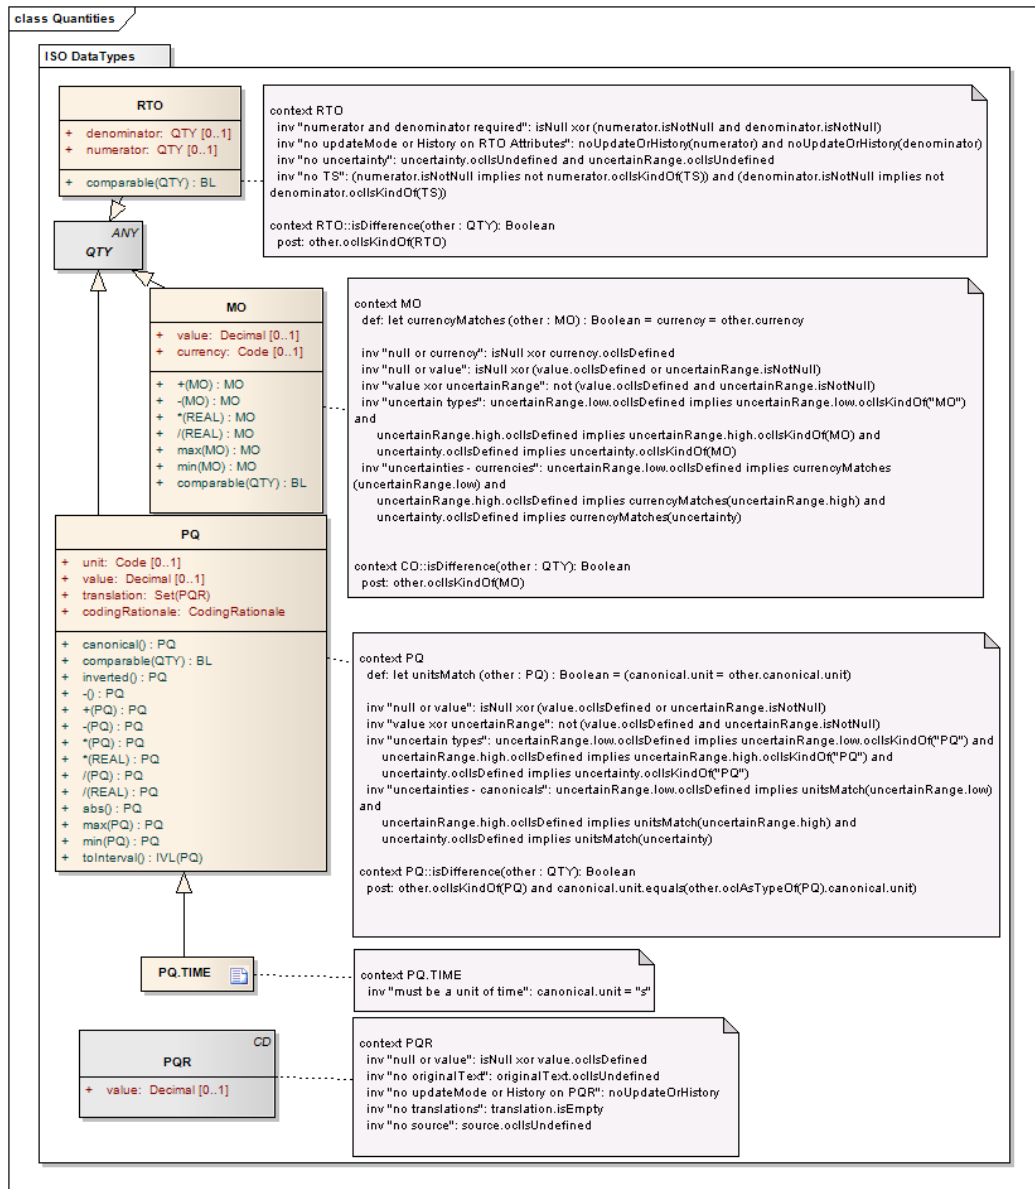 class Quantities
ISO DataTypes
RTO
+ denominator: QTY [0..1]
+ numerator: QTY [0..1]
+ comparable(QTY) : BL
context RTO
inv "numerator and denominator required": isNull xor (numerator.isNotNull and denominator.isNotNull)
inv "no updateMode or History on RTO Attributes": noUpdateOrHistory(numerator) and noUpdateOrHistory(denominator)
inv "no uncertainty": uncertainty.oclIsUndefined and uncertainRange.oclIsUndefined
inv "no TS": (numerator.isNotNull implies not numerator.oclIsKindOf(TS)) and (denominator.isNotNull implies not
denominator.oclIsKindOf(TS))
context RTO::isDifference(other : QTY): Boolean
post: other.oclIsKindOf(RTO)
ANY
QTY
MO
+ value: Decimal [0..1]
+ currency: Code [0..1]
+ +(MO) : MO
+ -(MO) : MO
+ *(REAL) : MO
+ /(REAL) : MO
+ max(MO) : MO
+ min(MO) : MO
+ comparable(QTY) : BL
context MO
def: let currencyMatches (other : MO) : Boolean = currency = other.currency
inv "null or currency": isNull xor currency.oclIsDefined
inv "null or value": isNull xor (value.oclIsDefined or uncertainRange.isNotNull)
inv "value xor uncertainRange": not (value.oclIsDefined and uncertainRange.isNotNull)
inv "uncertain types": uncertainRange.low.oclIsDefined implies uncertainRange.low.oclIsKindOf("MO")
and
uncertainRange.high.oclIsDefined implies uncertainRange.high.oclIsKindOf(MO) and
uncertainty.oclIsDefined implies uncertainty.oclIsKindOf(MO)
inv "uncertainties - currencies": uncertainRange.low.oclIsDefined implies currencyMatches
(uncertainRange.low) and
uncertainRange.high.oclIsDefined implies currencyMatches(uncertainRange.high) and
uncertainty.oclIsDefined implies currencyMatches(uncertainty)
context CO::isDifference(other : QTY): Boolean
post: other.oclIsKindOf(MO)
PQ
+ unit: Code [0..1]
+ value: Decimal [0..1]
+ translation: Set(PQR)
+ codingRationale: CodingRationale
+ canonical() : PQ
+ comparable(QTY) : BL
+ inverted() : PQ
+ -() : PQ
+ +(PQ) : PQ
+ -(PQ) : PQ
+ *(PQ) : PQ
+ *(REAL) : PQ
+ /(PQ) : PQ
+ /(REAL) : PQ
+ abs() : PQ
+ max(PQ) : PQ
+ min(PQ) : PQ
+ toInterval() : IVL(PQ)
context PQ
def: let unitsMatch (other : PQ) : Boolean = (canonical.unit = other.canonical.unit)
inv "null or value": isNull xor (value.oclIsDefined or uncertainRange.isNotNull)
inv "value xor uncertainRange": not (value.oclIsDefined and uncertainRange.isNotNull)
inv "uncertain types": uncertainRange.low.oclIsDefined implies uncertainRange.low.oclIsKindOf("PQ") and
uncertainRange.high.oclIsDefined implies uncertainRange.high.oclIsKindOf("PQ") and
uncertainty.oclIsDefined implies uncertainty.oclIsKindOf("PQ")
inv "uncertainties - canonicals": uncertainRange.low.oclIsDefined implies unitsMatch(uncertainRange.low)
and
uncertainRange.high.oclIsDefined implies unitsMatch(uncertainRange.high) and
uncertainty.oclIsDefined implies unitsMatch(uncertainty)
context PQ::isDifference(other : QTY): Boolean
post: other.oclIsKindOf(PQ) and canonical.unit.equals(other.oclAsTypeOf(PQ).canonical.unit)
PQ.TIME
context PQ.TIME
inv "must be a unit of time": canonical.unit = "s"
CD
PQR
+ value: Decimal [0..1]
context PQR
inv "null or value": isNull xor value.oclIsDefined
inv "no originalText": originalText.oclIsUndefined
inv "no updateMode or History on PQR": noUpdateOrHistory
inv "no translations": translation.isEmpty
inv "no source": source.oclIsUndefined